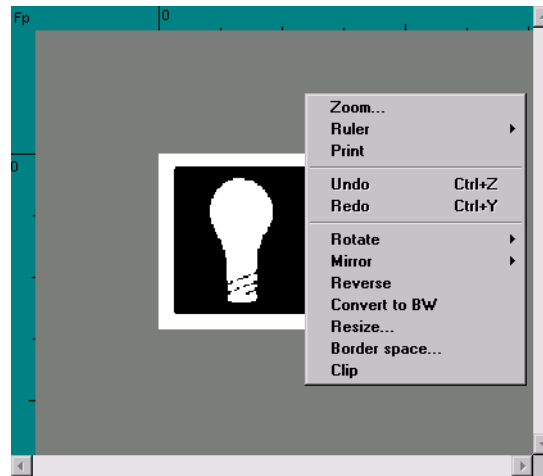 Fp 0
0
Zoom...
Ruler
Print
Undo Ctrl+Z
Redo Ctrl+Y
Rotate
Mirror
Reverse
Convert to BW
Resize...
Border space...
Clip